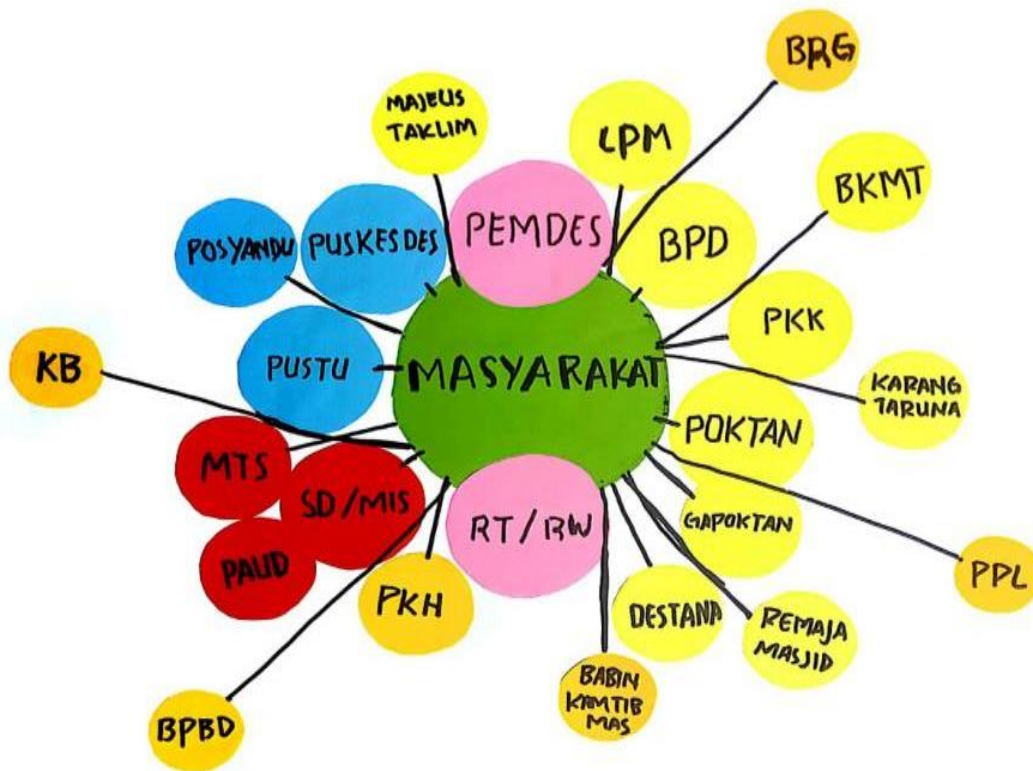 BRG
MAJELIS
TAKLIM
LPM
BKMT
PEMDES
BPD
POSYANDU
PUSKESDES
PKK
KB
PUSTU
MASYARAKAT
KARANG
TARUNA
POKTAN
MTS
SD/MIS
RT/RW
GAPOKTAN
PAUD
PKH
PPL
DESTANA
REMAJA
MASJID
BABIN
KAMTIB
MAS
BPBD